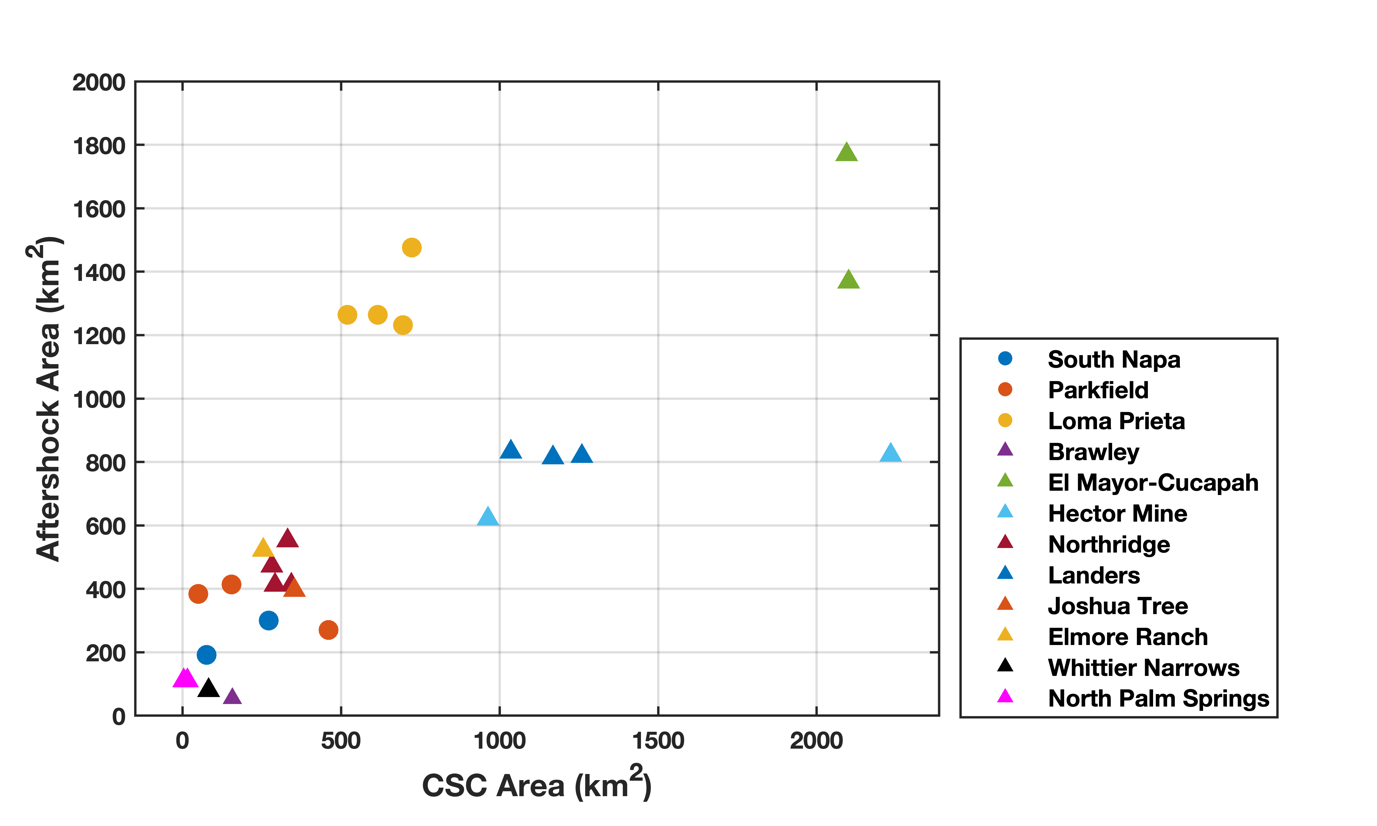 2000
1800
1600
1400
1200
1000
800
600
400
200
0
Aftershock Area (km²)
0 500 1000 1500 2000
CSC Area (km²)
South Napa
Parkfield
Loma Prieta
Brawley
El Mayor-Cucapah
Hector Mine
Northridge
Landers
Joshua Tree
Elmore Ranch
Whittier Narrows
North Palm Springs